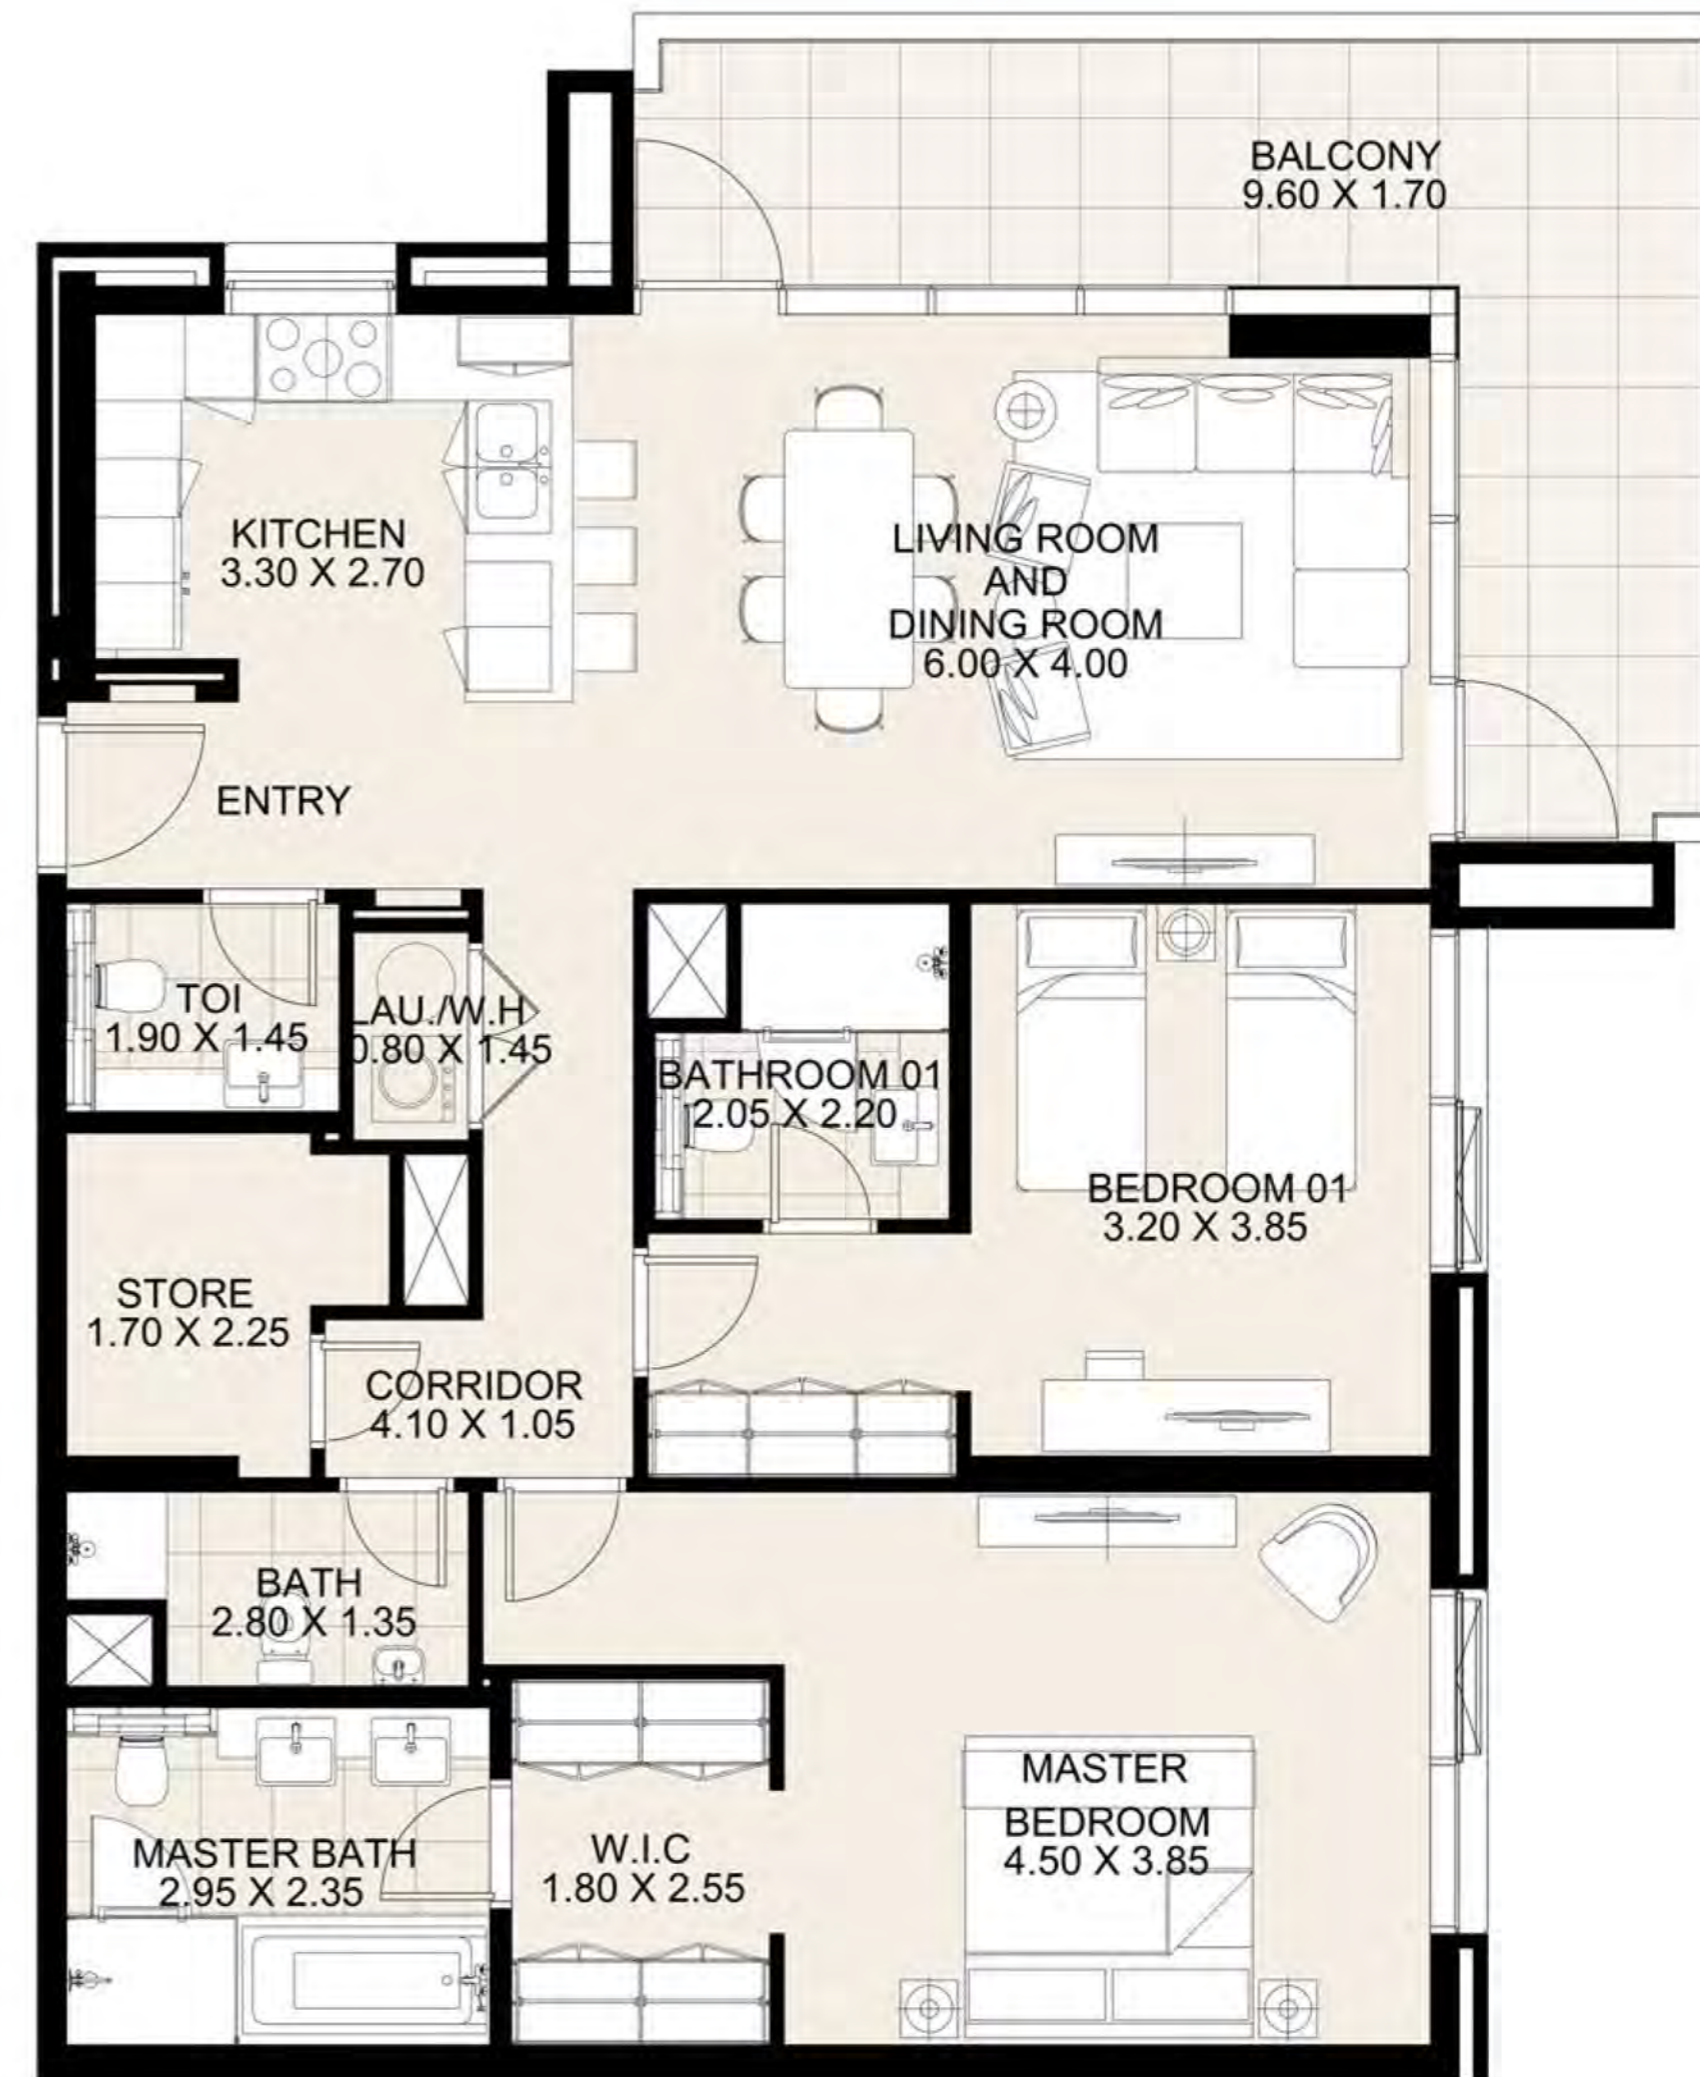 BALCONY
9.60 X 1.70
KITCHEN
3.30 X 2.70
LIVING ROOM
AND
DINING ROOM
6.00 X 4.00
ENTRY
TOI
1.90 X 1.45
LAU./W.H
0.80 X 1.45
BATHROOM 01
2.05 X 2.20
BEDROOM 01
3.20 X 3.85
STORE
1.70 X 2.25
CORRIDOR
4.10 X 1.05
BATH
2.80 X 1.35
MASTER BATH
2.95 X 2.35
W.I.C
1.80 X 2.55
MASTER
BEDROOM
4.50 X 3.85